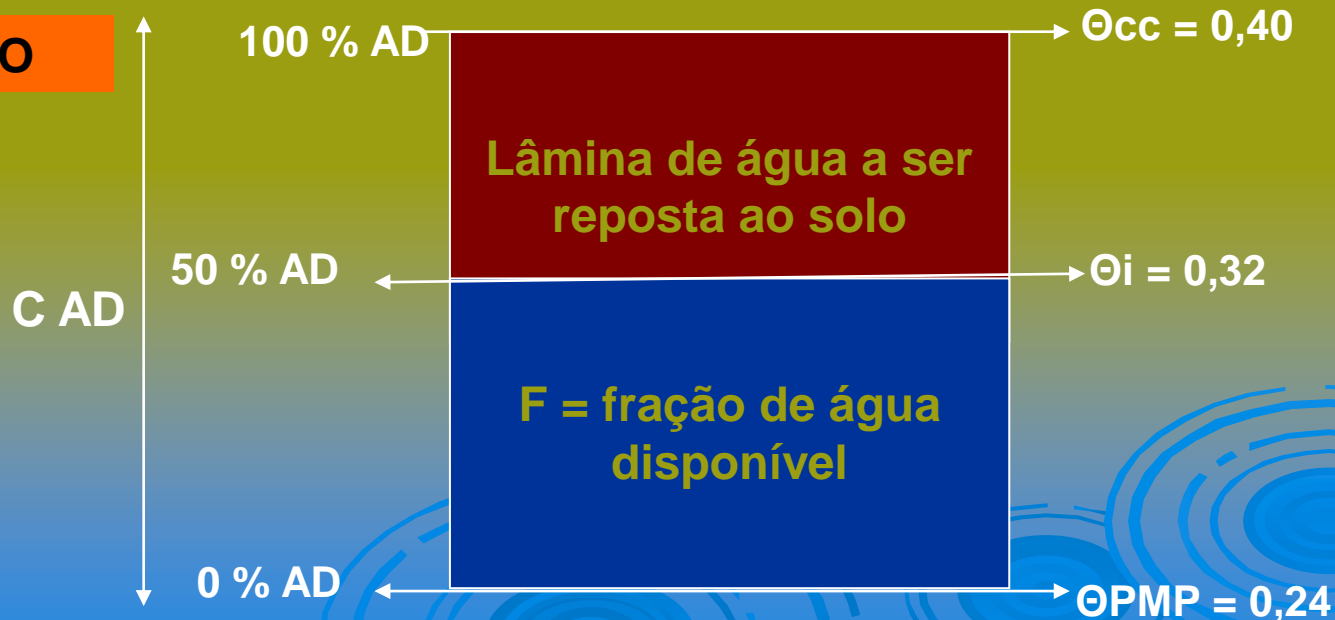 O
100 % AD
Θcc = 0,40
Lâmina de água a ser
reposta ao solo
50 % AD
Θi = 0,32
C AD
F = fração de água
disponível
0 % AD
ΘPMP = 0,24